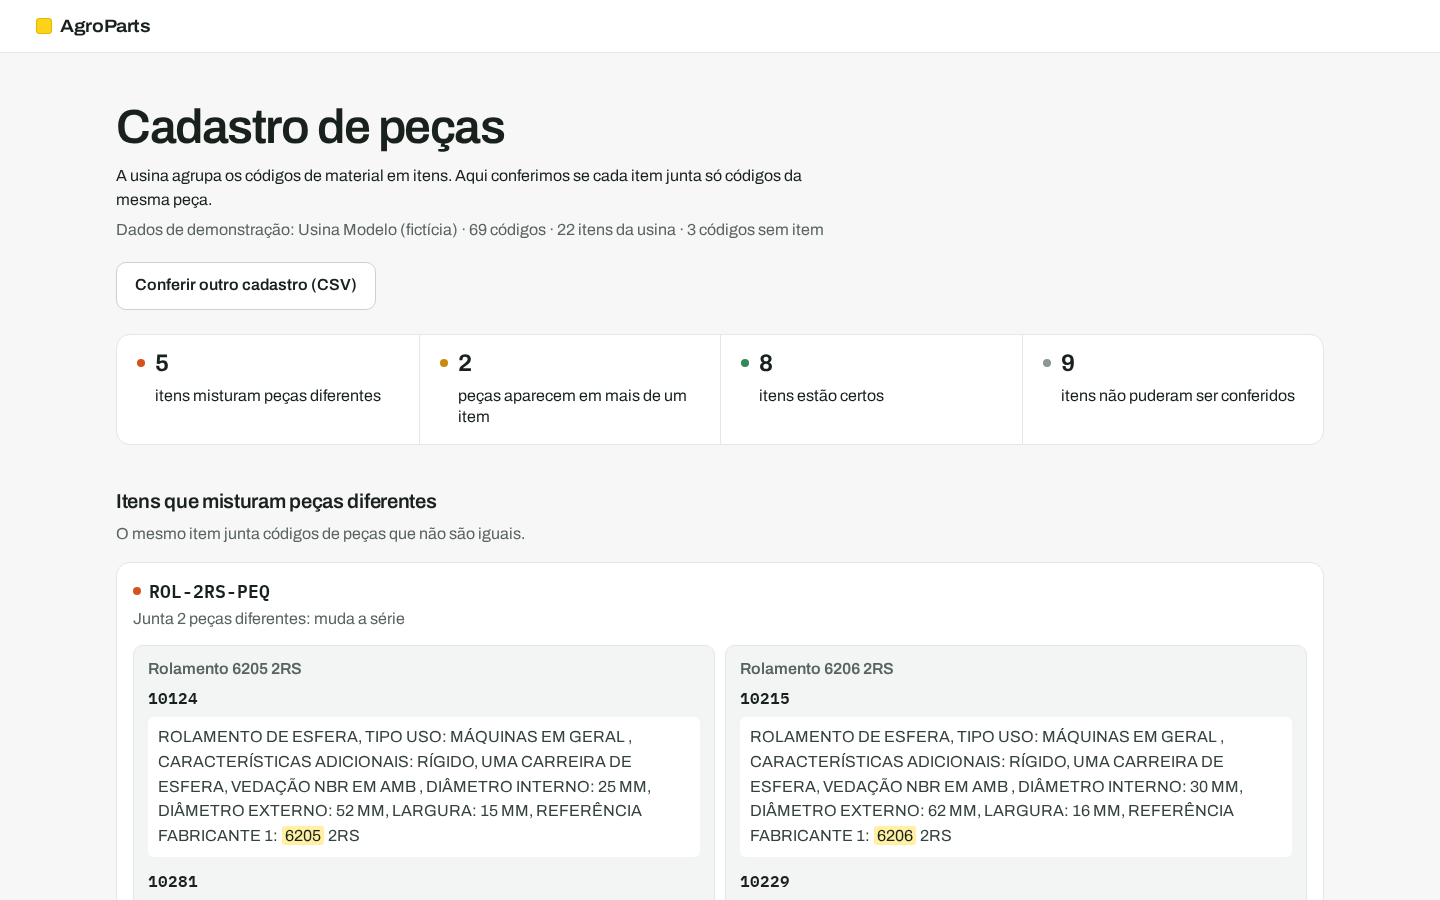 AgroParts
Cadastro de peças
A usina agrupa os códigos de material em itens. Aqui conferimos se cada item junta só códigos da
mesma peça.
Dados de demonstração: Usina Modelo (fictícia) · 69 códigos · 22 itens da usina · 3 códigos sem item
Conferir outro cadastro (CSV)
5
itens misturam peças diferentes
2
peças aparecem em mais de um
item
8
itens estão certos
9
itens não puderam ser conferidos
Itens que misturam peças diferentes
O mesmo item junta códigos de peças que não são iguais.
ROL-2RS-PEQ
Junta 2 peças diferentes: muda a série
Rolamento 6205 2RS
10124
ROLAMENTO DE ESFERA, TIPO USO: MÁQUINAS EM GERAL ,
CARACTERÍSTICAS ADICIONAIS: RÍGIDO, UMA CARREIRA DE
ESFERA, VEDAÇÃO NBR EM AMB , DIÂMETRO INTERNO: 25 MM,
DIÂMETRO EXTERNO: 52 MM, LARGURA: 15 MM, REFERÊNCIA
FABRICANTE 1: 6205 2RS
10281
Rolamento 6206 2RS
10215
ROLAMENTO DE ESFERA, TIPO USO: MÁQUINAS EM GERAL ,
CARACTERÍSTICAS ADICIONAIS: RÍGIDO, UMA CARREIRA DE
ESFERA, VEDAÇÃO NBR EM AMB , DIÂMETRO INTERNO: 30 MM,
DIÂMETRO EXTERNO: 62 MM, LARGURA: 16 MM, REFERÊNCIA
FABRICANTE 1: 6206 2RS
10229